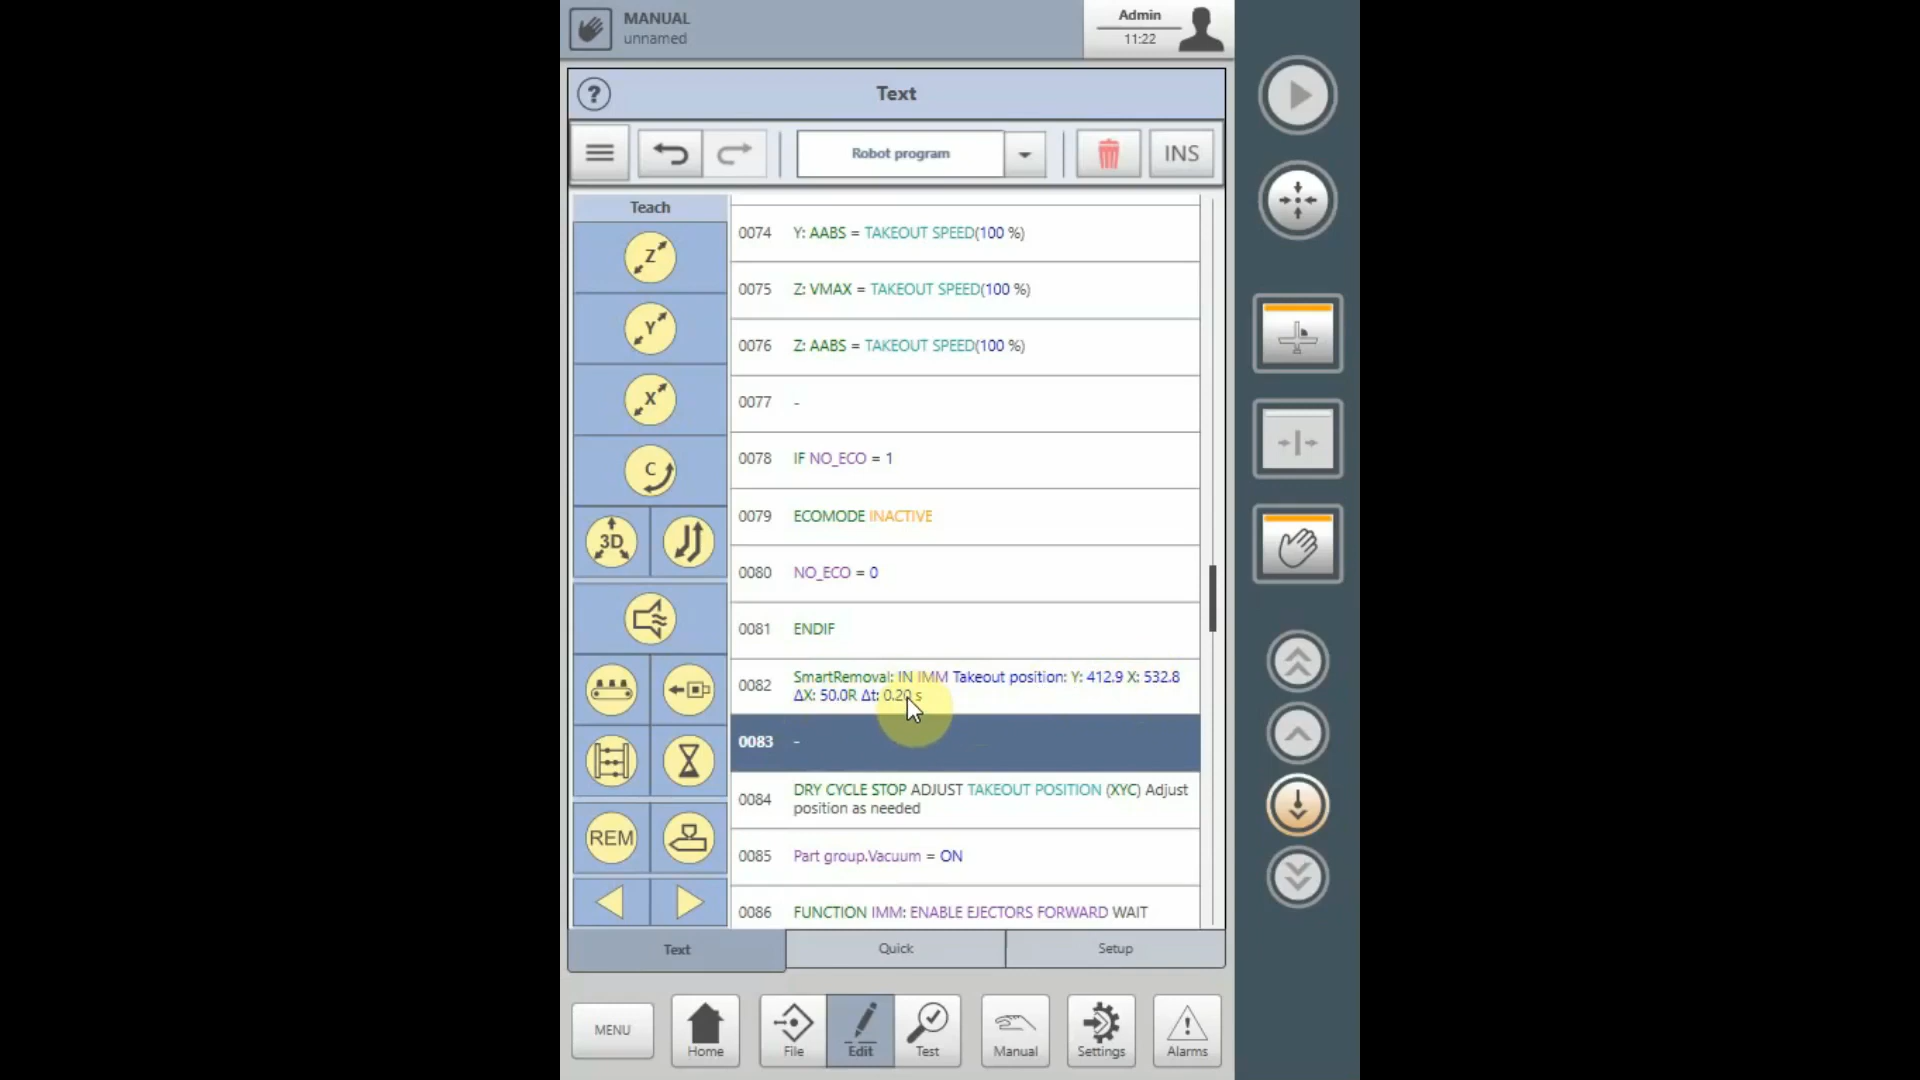 MANUAL
unnamed
Admin
11:22
?
Text
Robot program
INS
Teach
Z
Y
X
C
3D
REM
0074 Y: AABS = TAKEOUT SPEED(100 %)
0075 Z: VMAX = TAKEOUT SPEED(100 %)
0076 Z: AABS = TAKEOUT SPEED(100 %)
0077 -
0078 IF NO_ECO = 1
0079 ECOMODE INACTIVE
0080 NO_ECO = 0
0081 ENDIF
0082 SmartRemoval: IN IMM Takeout position: Y: 412.9 X: 532.8
ΔX: 50.0R Δt: 0.20 s
0083 -
0084 DRY CYCLE STOP ADJUST TAKEOUT POSITION (XYC) Adjust
position as needed
0085 Part group.Vacuum = ON
0086 FUNCTION IMM: ENABLE EJECTORS FORWARD WAIT
Text Quick Setup
MENU Home File Edit Test Manual Settings Alarms